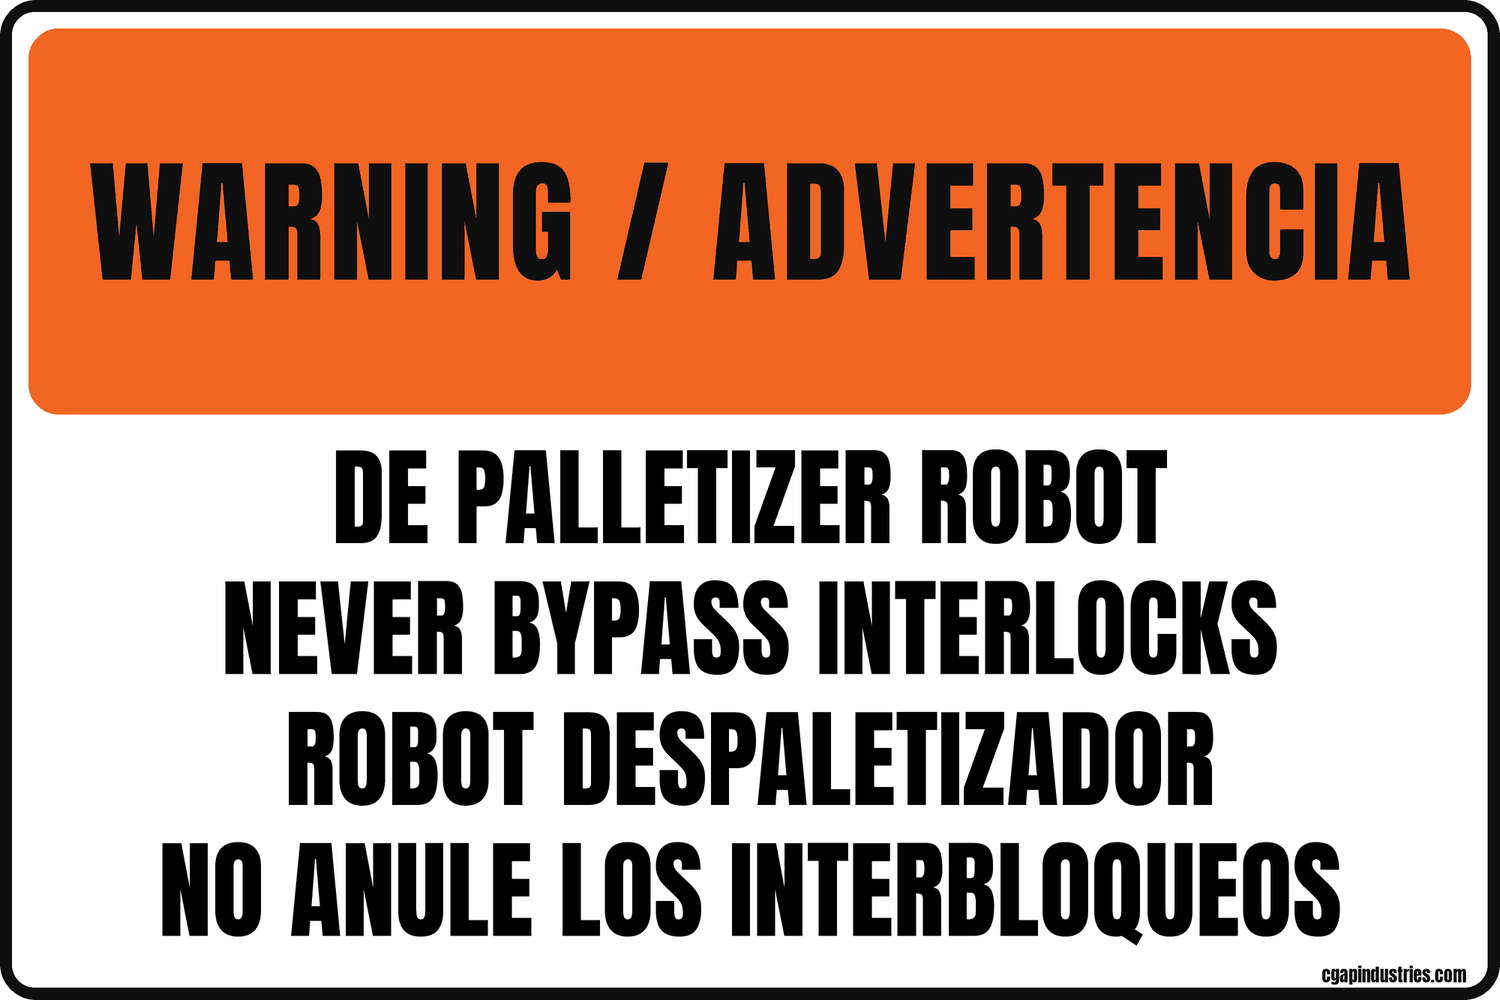 WARNING / ADVERTENCIA
DE PALLETIZER ROBOT
NEVER BYPASS INTERLOCKS
ROBOT DESPALETIZADOR
NO ANULE LOS INTERBLOQUEOS
cgapindustries.com